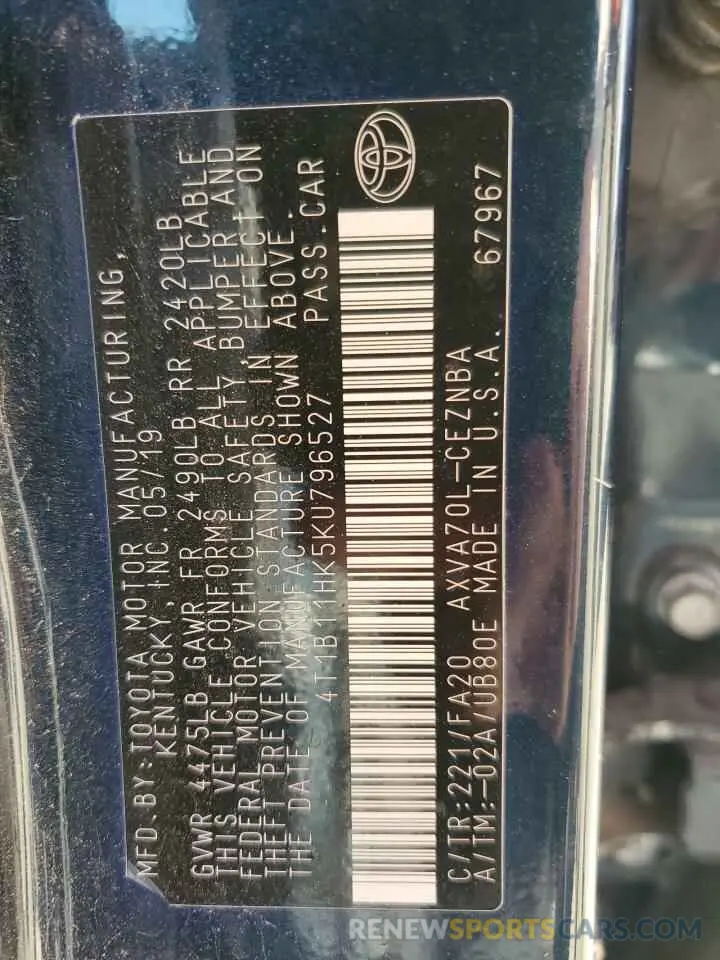 MFD. BY: TOYOTA MOTOR MANUFACTURING,
KENTUCKY, INC. 05/19
GVWR 4475LB GAWR FR 2490LB RR 2420LB
THIS VEHICLE CONFORMS TO ALL APPLICABLE
FEDERAL MOTOR VEHICLE SAFETY BUMPER AND
THEFT PREVENTION STANDARDS IN EFFECT ON
THE DATE OF MANUFACTURE SHOWN ABOVE.
4T1B11HK5KU796527 PASS.CAR
C/TR:221/FA20 AXVA70L-CEZNBA
A/TM:-02A/UB80E MADE IN U.S.A. 67967
RENEWSPORTSCARS.COM